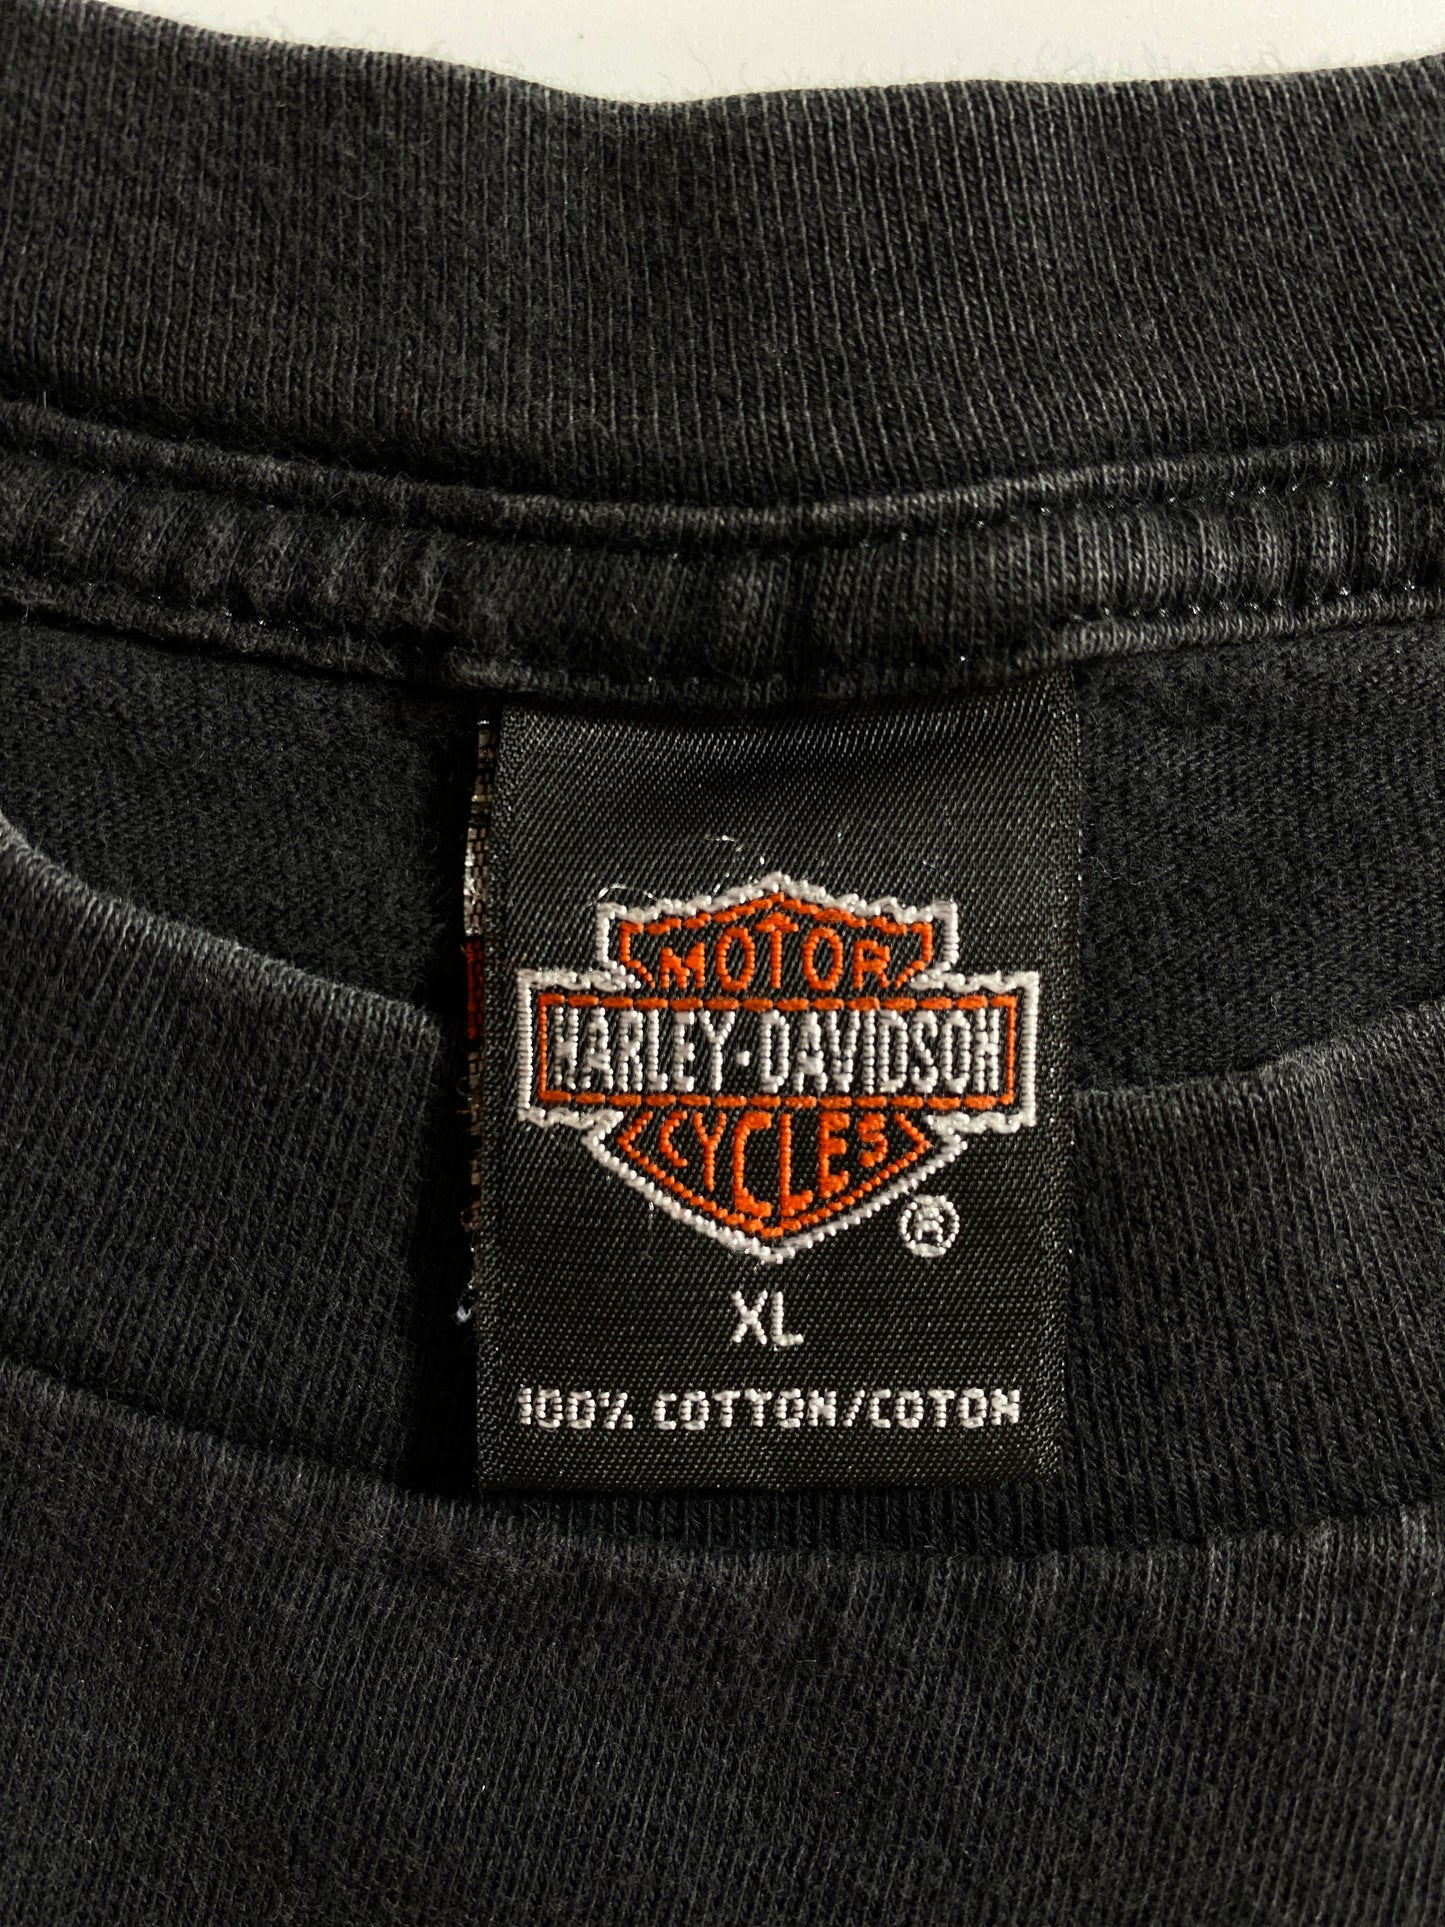 MOTOR
HARLEY-DAVIDSON
CYCLES
®
XL
100% COTTON/COTON